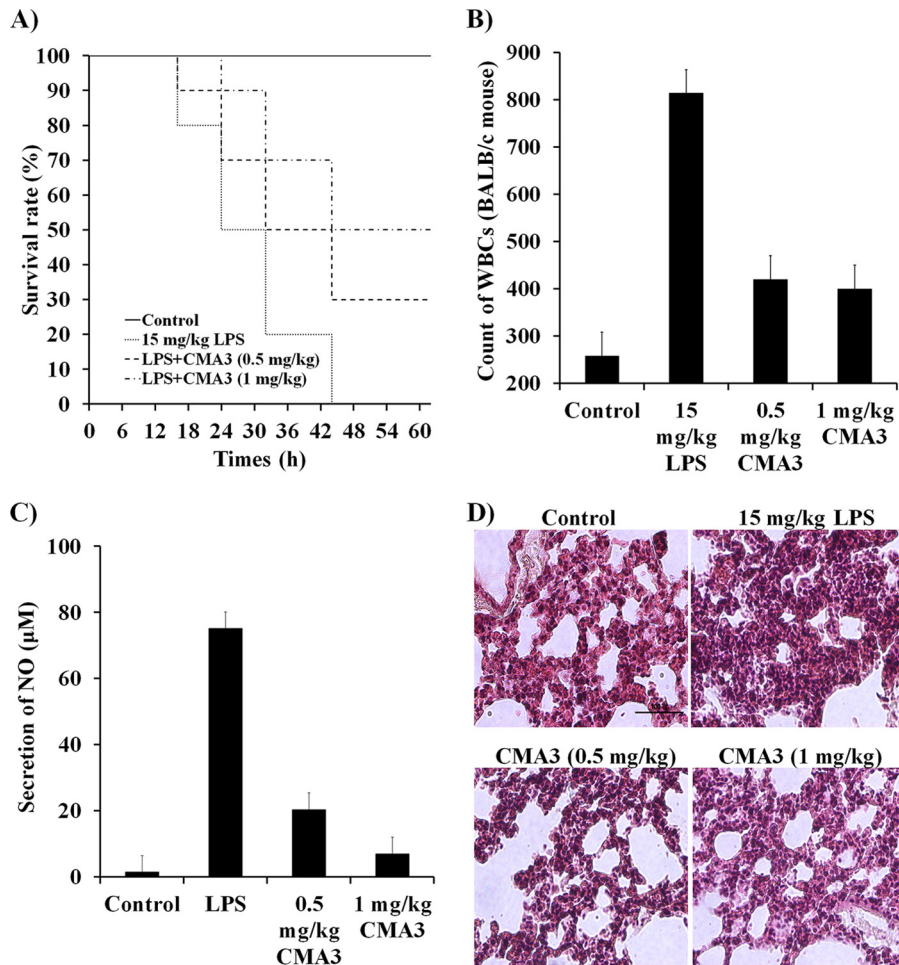 A)
Survival rate (%)
100
90
80
70
60
50
40
30
20
10
0
Control
15 mg/kg LPS
LPS+CMA3 (0.5 mg/kg)
LPS+CMA3 (1 mg/kg)
0 6 12 18 24 30 36 42 48 54 60
Times (h)
B)
Count of WBCs (BALB/c mouse)
900
800
700
600
500
400
300
200
Control 15 0.5 1 mg/kg
mg/kg mg/kg CMA3
LPS CMA3
C)
Secretion of NO (µM)
100
80
60
40
20
0
Control LPS 0.5 1 mg/kg
mg/kg CMA3
CMA3
D)
Control 15 mg/kg LPS
CMA3 (0.5 mg/kg) CMA3 (1 mg/kg)